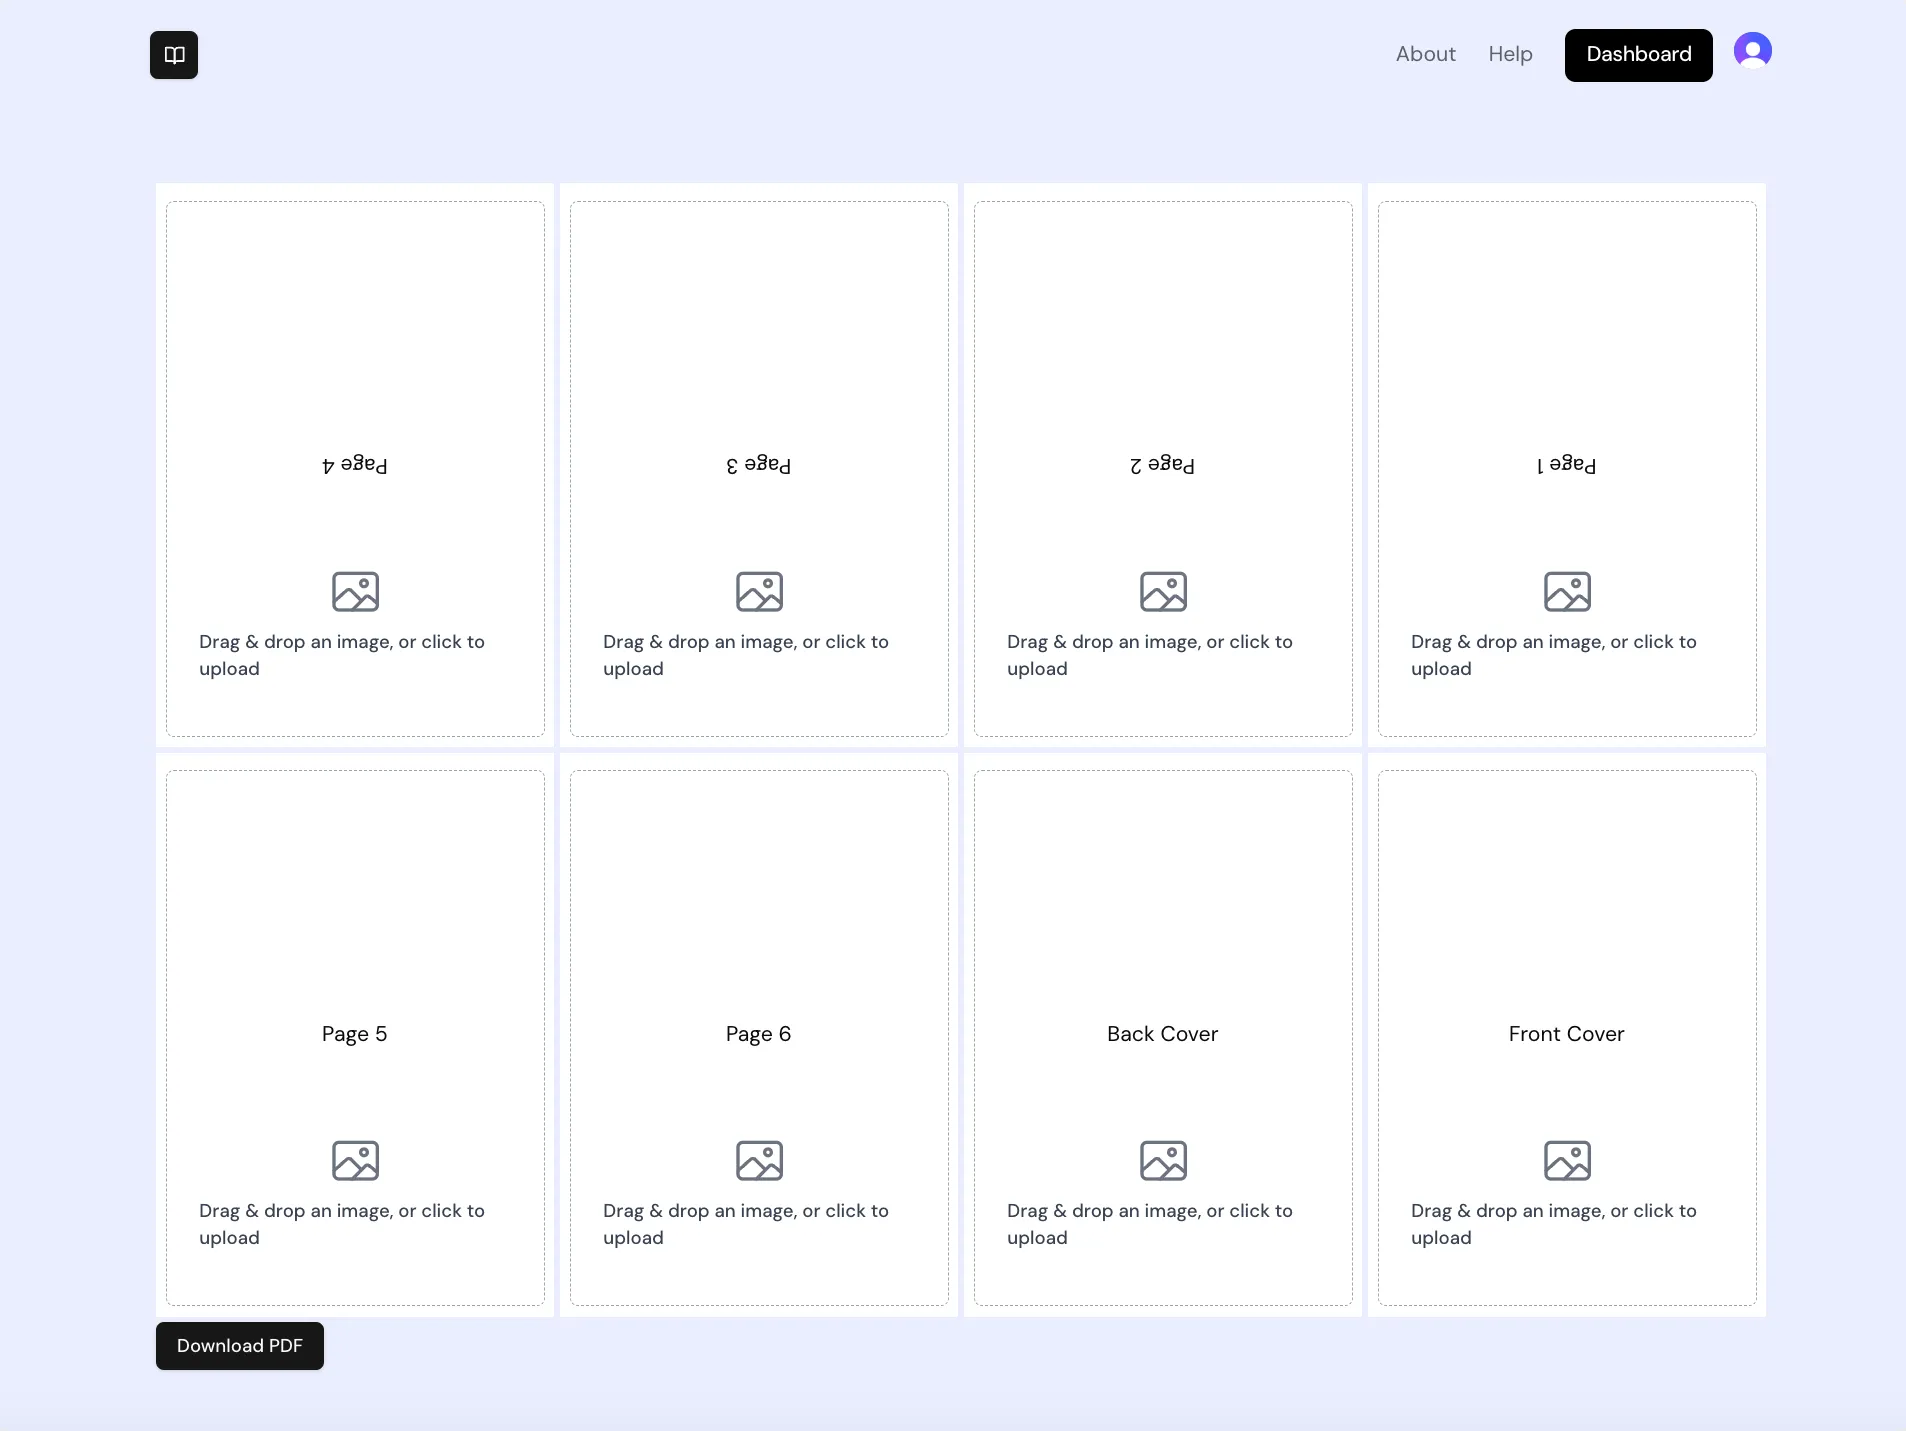 About Help Dashboard
Page 4
Page 3
Page 2
Page 1
Drag & drop an image, or click to
upload
Drag & drop an image, or click to
upload
Drag & drop an image, or click to
upload
Drag & drop an image, or click to
upload
Page 5
Page 6
Back Cover
Front Cover
Drag & drop an image, or click to
upload
Drag & drop an image, or click to
upload
Drag & drop an image, or click to
upload
Drag & drop an image, or click to
upload
Download PDF